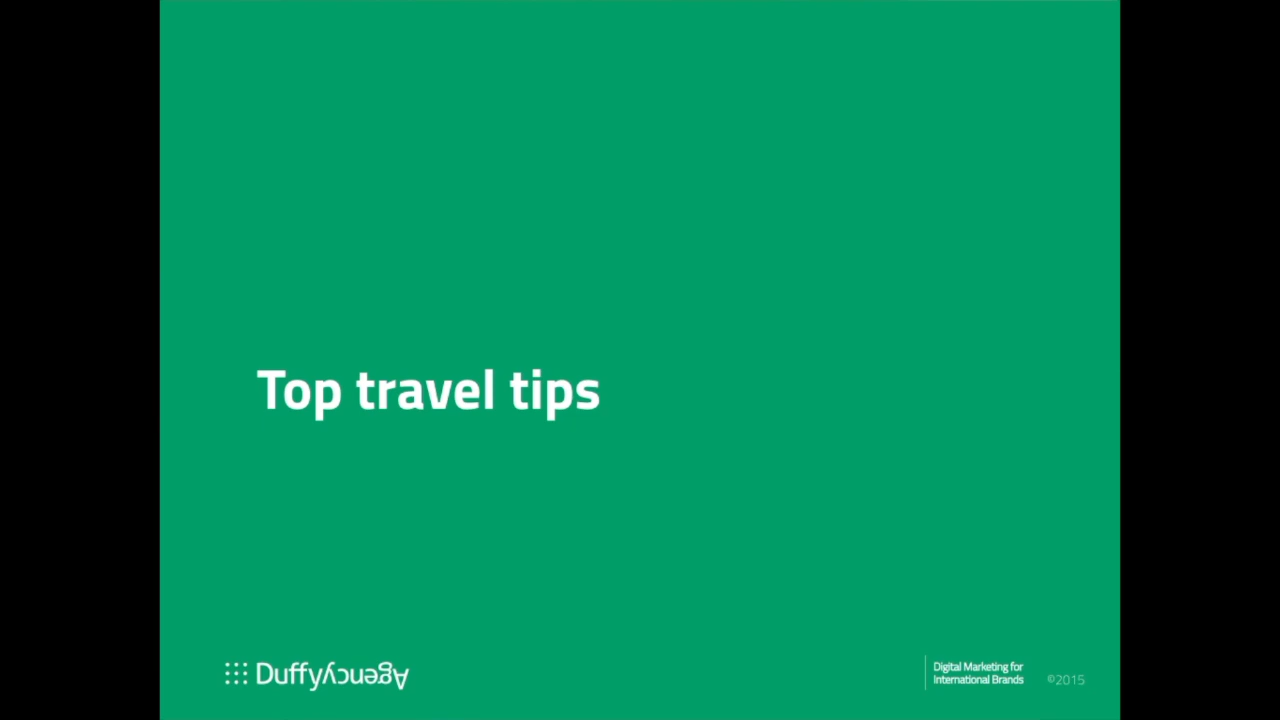 Top travel tips
DuffyAgency
Digital Marketing for
International Brands
©2015